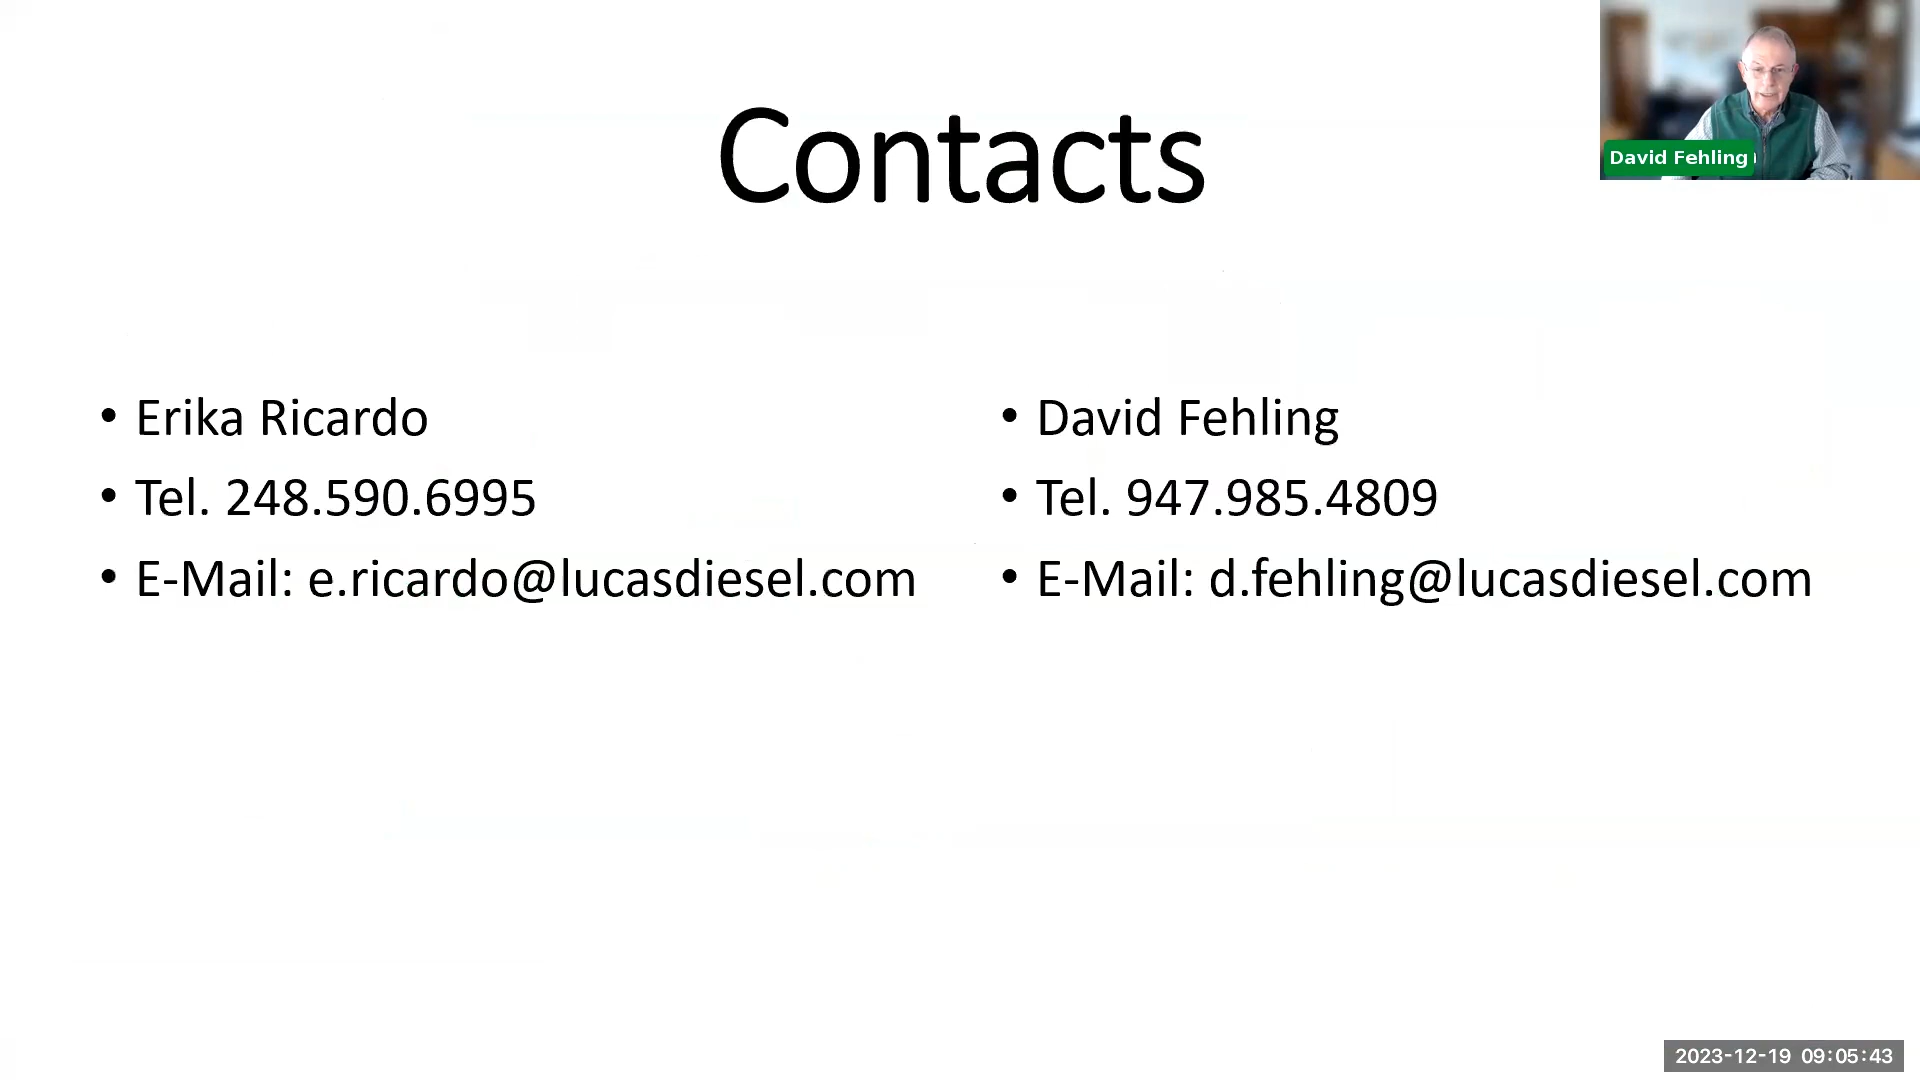 Contacts
David Fehling
• Erika Ricardo
• Tel. 248.590.6995
• E-Mail: e.ricardo@lucasdiesel.com
• David Fehling
• Tel. 947.985.4809
• E-Mail: d.fehling@lucasdiesel.com
2023-12-19 09:05:43